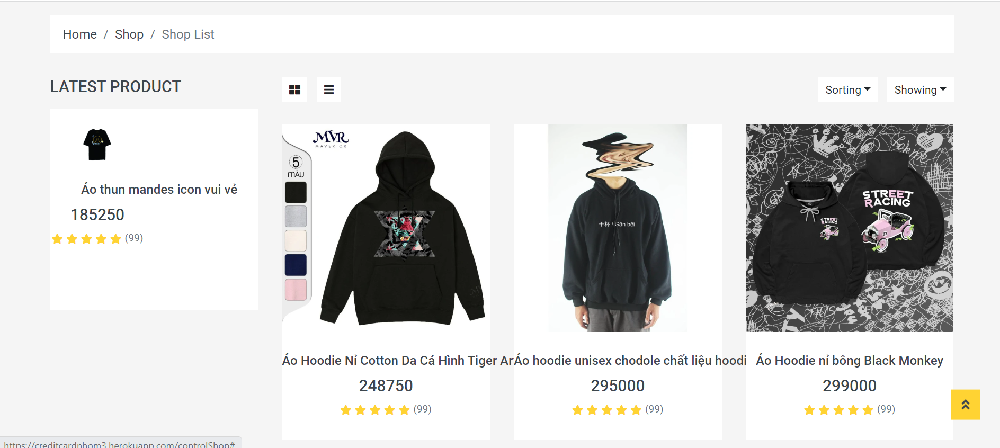 Home / Shop / Shop List
LATEST PRODUCT
Sorting
Showing
Áo thun mandes icon vui vẻ
185250
(99)
MVR
MAVERICK
5
MÀU
干杯 / Gān bēi
STREET
RACING
STREET
RACING
33
Áo Hoodie Nỉ Cotton Da Cá Hình Tiger Ar
248750
(99)
Áo hoodie unisex chodole chất liệu hoodi
295000
(99)
Áo Hoodie nỉ bông Black Monkey
299000
(99)
https://creditcardnhom3.herokuapp.com/controlShop#